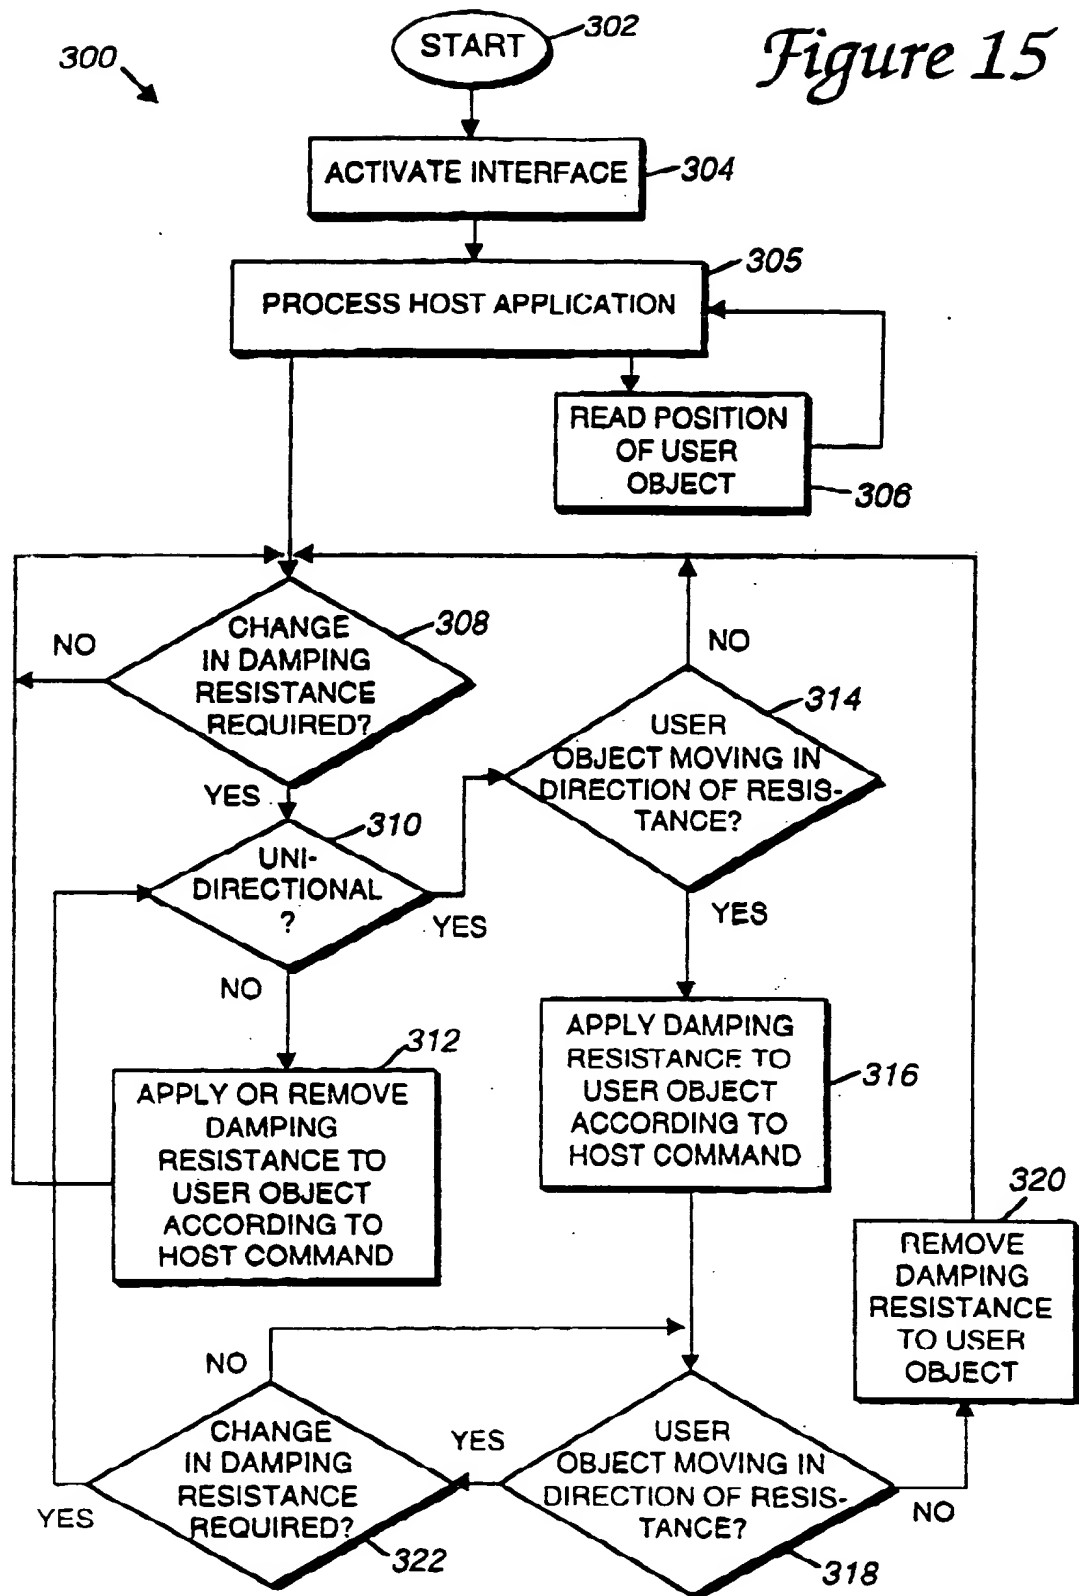 Figure 15
300
START
302
ACTIVATE INTERFACE
304
305
PROCESS HOST APPLICATION
READ POSITION
OF USER
OBJECT
306
308
CHANGE
IN DAMPING
RESISTANCE
REQUIRED?
NO
YES
310
UNI-
DIRECTIONAL
?
YES
NO
312
APPLY OR REMOVE
DAMPING
RESISTANCE TO
USER OBJECT
ACCORDING TO
HOST COMMAND
NO
314
USER
OBJECT MOVING IN
DIRECTION OF RESIS-
TANCE?
YES
APPLY DAMPING
RESISTANCE TO
USER OBJECT
ACCORDING TO
HOST COMMAND
316
320
REMOVE
DAMPING
RESISTANCE
TO USER
OBJECT
NO
CHANGE
IN DAMPING
RESISTANCE
REQUIRED?
YES
322
YES
USER
OBJECT MOVING IN
DIRECTION OF RESIS-
TANCE?
NO
318